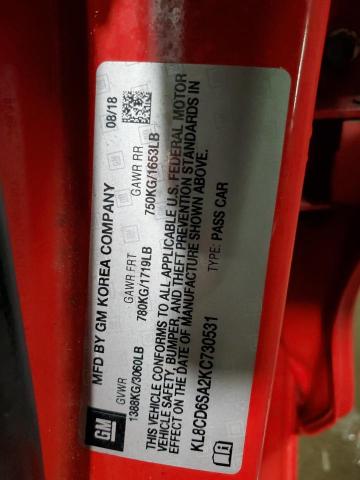 MFD BY GM KOREA COMPANY 08/18
GVWR GAWR FRT GAWR RR
1388KG/3060LB 780KG/1719LB 750KG/1653LB
THIS VEHICLE CONFORMS TO ALL APPLICABLE U.S. FEDERAL MOTOR
VEHICLE SAFETY, BUMPER, AND THEFT PREVENTION STANDARDS IN
EFFECT ON THE DATE OF MANUFACTURE SHOWN ABOVE.
KL8CD6SA2KC730531 TYPE: PASS CAR
GM